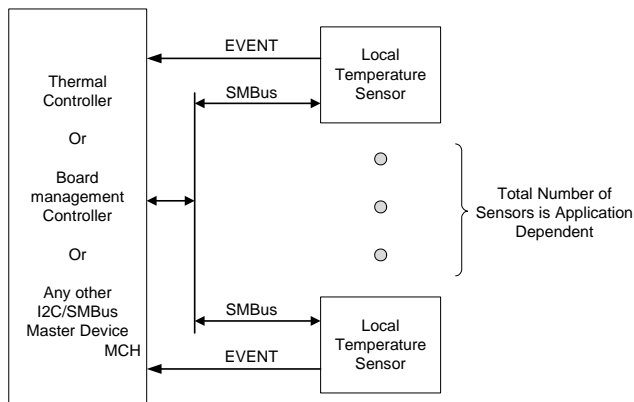 EVENT
Local
Temperature
Sensor
SMBus
Thermal
Controller
Or
Board
management
Controller
Or
Any other
I2C/SMBus
Master Device
MCH
Total Number of
Sensors is Application
Dependent
SMBus
EVENT
Local
Temperature
Sensor